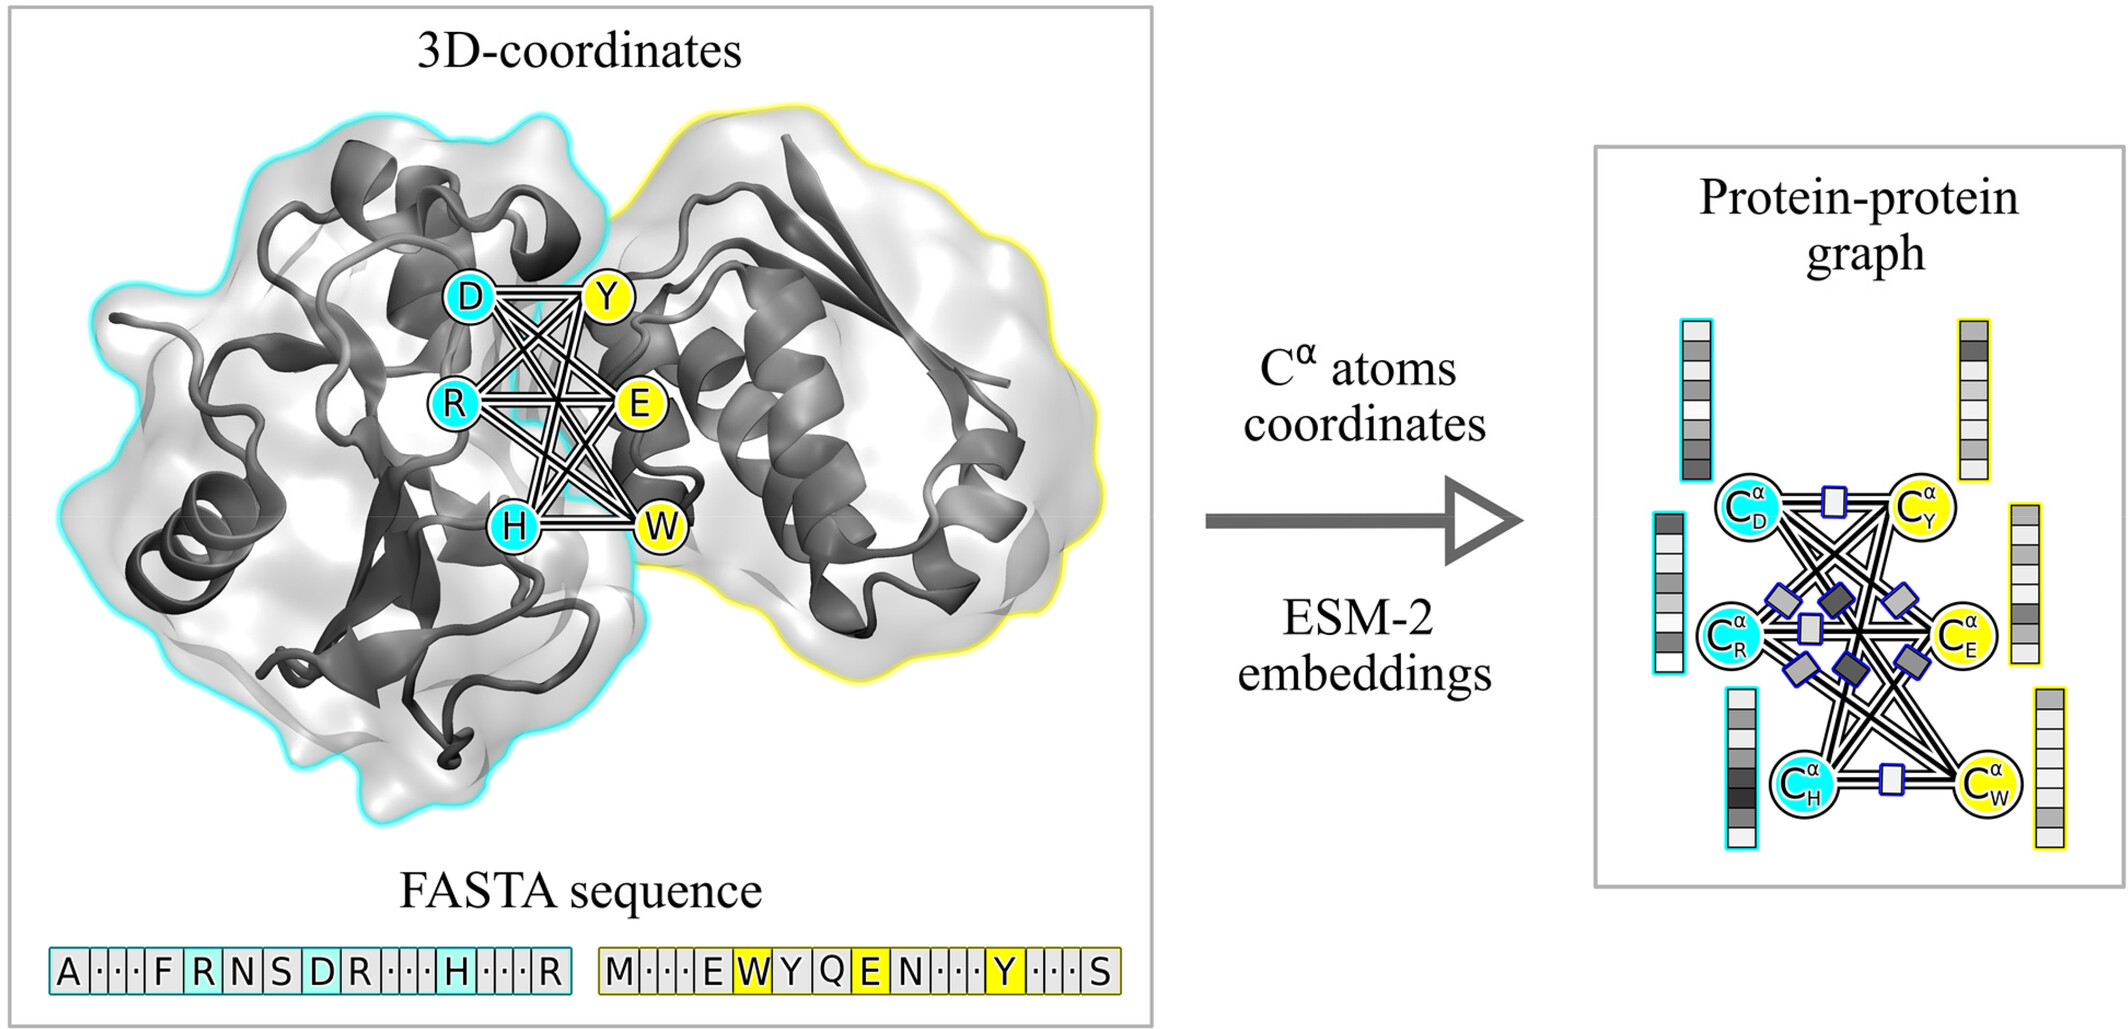 3D-coordinates
D Y
R E
H W
FASTA sequence
A···FRNSDR···H···R M···EWYQEN···Y···S
Cα atoms
coordinates
ESM-2
embeddings
Protein-protein
graph
CαD CαY
CαR CαE
CαH CαW